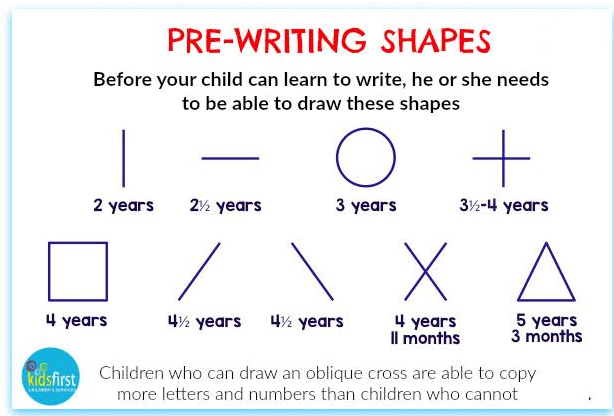 PRE-WRITING SHAPES
Before your child can learn to write, he or she needs
to be able to draw these shapes
2 years
2½ years
3 years
3½-4 years
4 years
4½ years
4½ years
4 years
11 months
5 years
3 months
kidsfirst
CHILDREN'S SERVICES
Children who can draw an oblique cross are able to copy
more letters and numbers than children who cannot